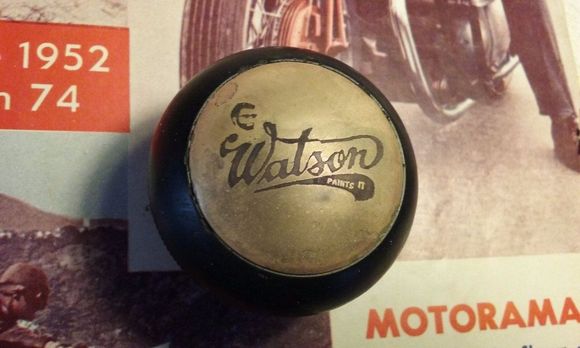 1952
74
Watson
PAINTS IT
MOTORAMA